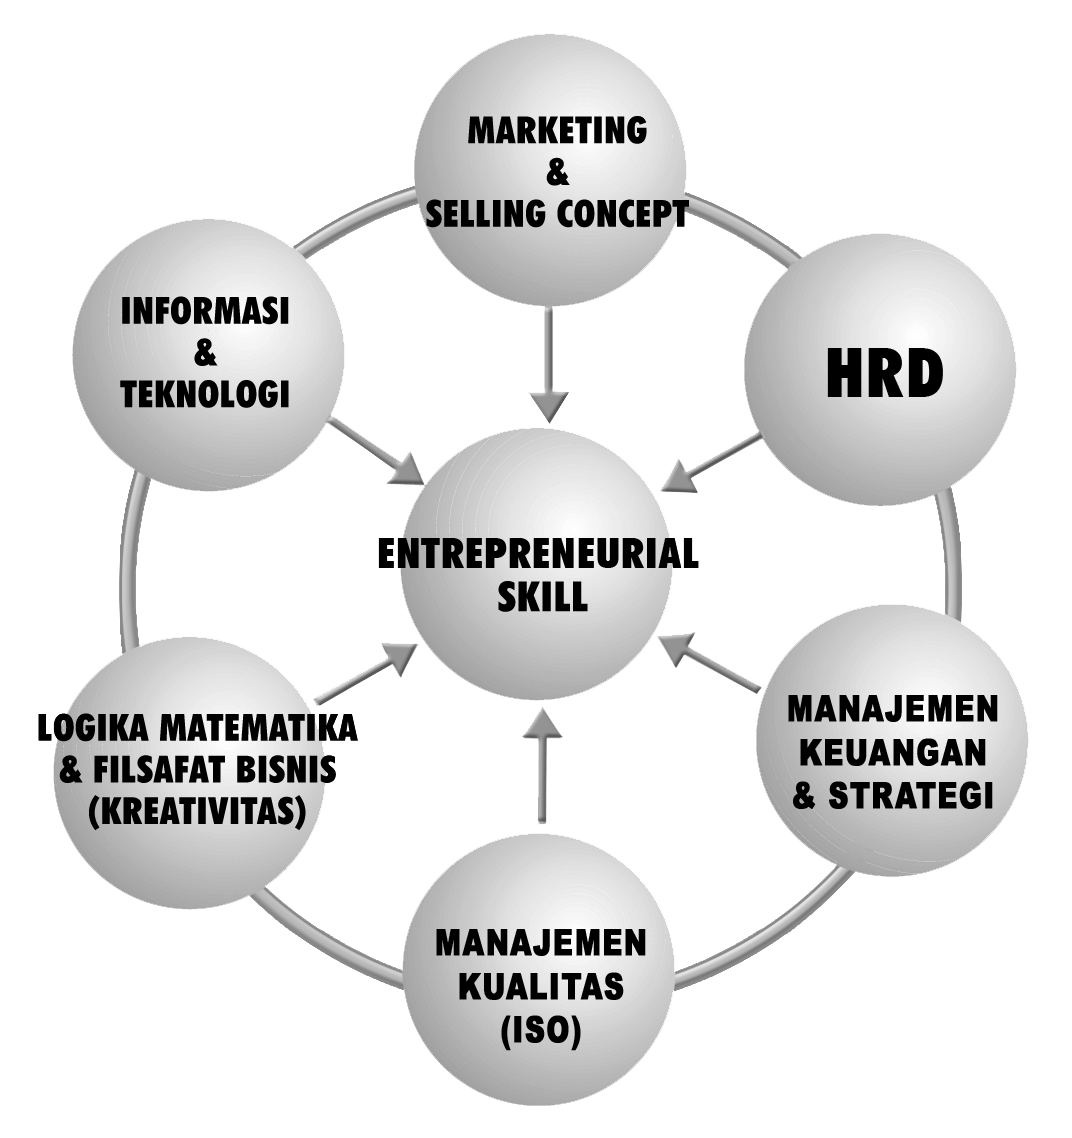 MARKETING
&
SELLING CONCEPT
INFORMASI
&
TEKNOLOGI
HRD
ENTREPRENEURIAL
SKILL
LOGIKA MATEMATIKA
& FILSAFAT BISNIS
(KREATIVITAS)
MANAJEMEN
KEUANGAN
& STRATEGI
MANAJEMEN
KUALITAS
(ISO)